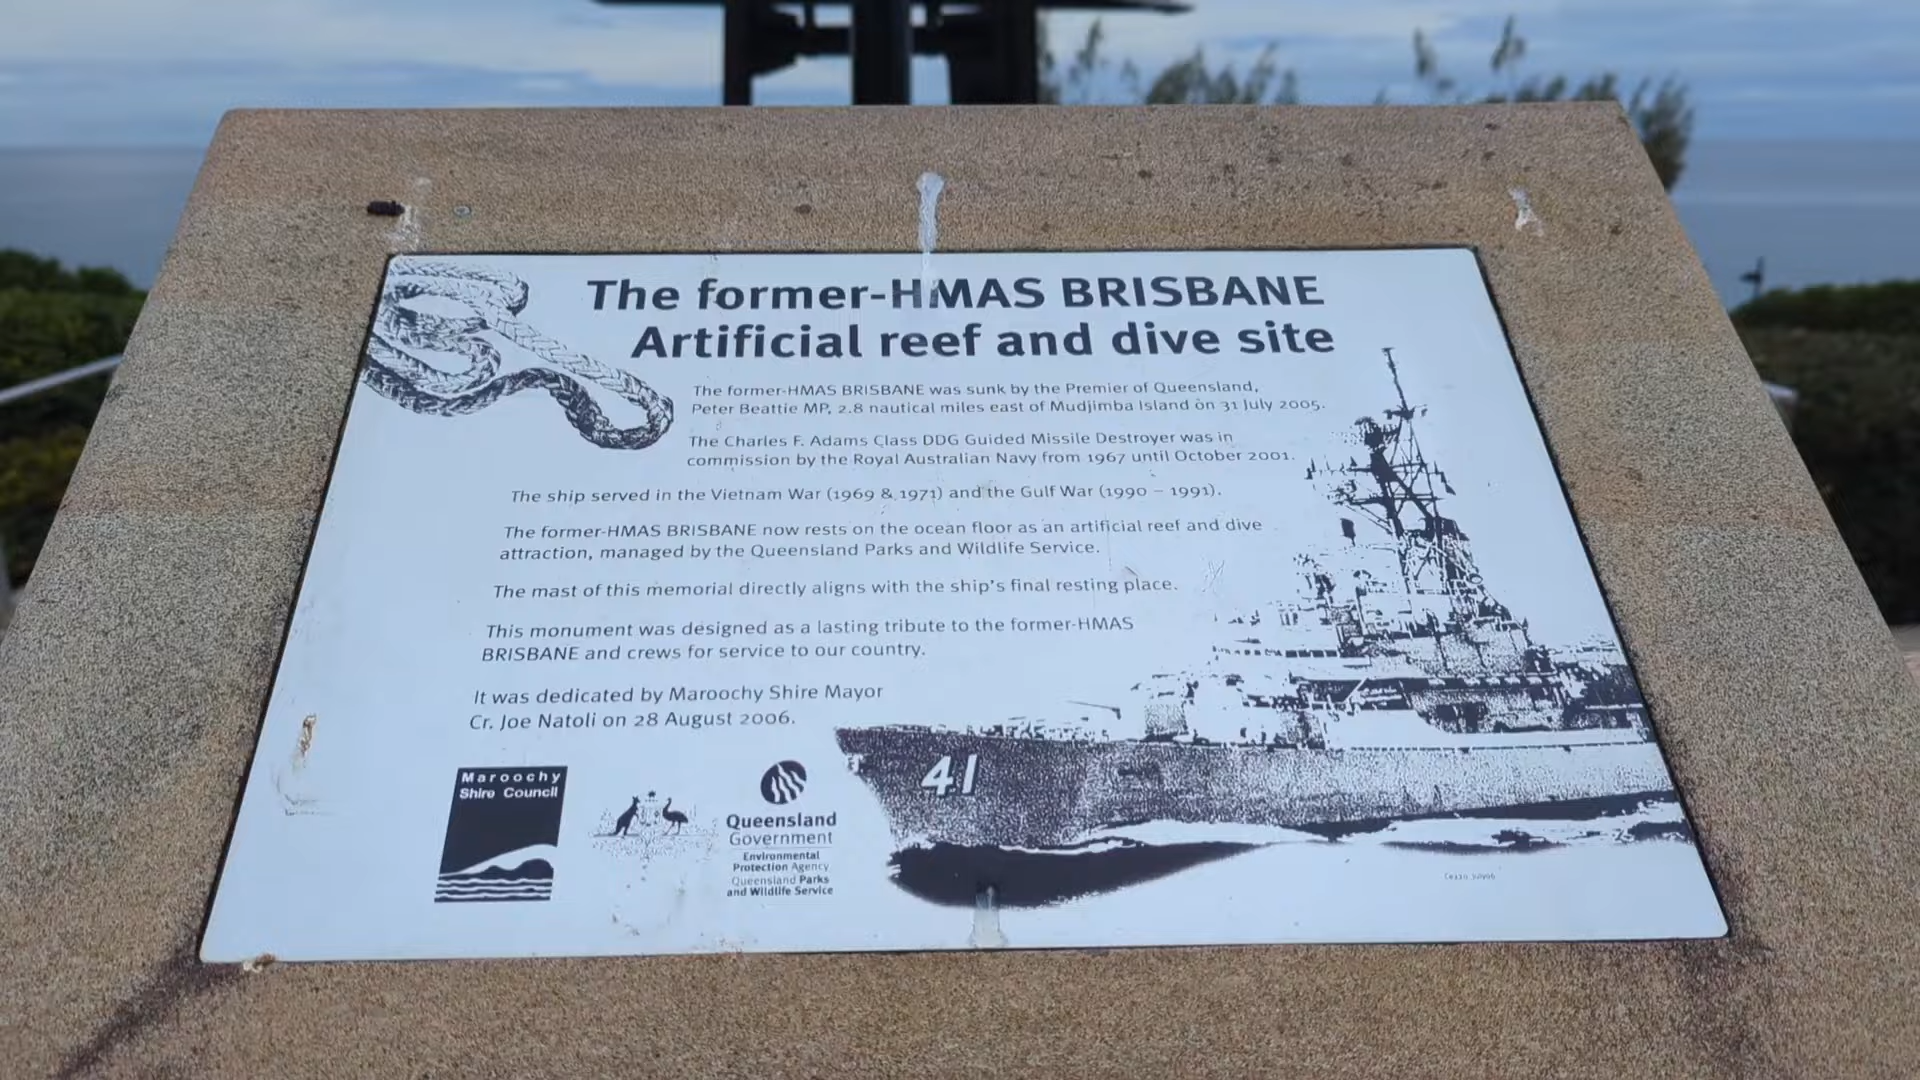 The former-HMAS BRISBANE
Artificial reef and dive site
The former-HMAS BRISBANE was sunk by the Premier of Queensland,
Peter Beattie MP, 2.8 nautical miles east of Mudjimba Island on 31 July 2005.
The Charles F. Adams Class DDG Guided Missile Destroyer was in
commission by the Royal Australian Navy from 1967 until October 2001.
The ship served in the Vietnam War (1969 & 1971) and the Gulf War (1990 – 1991).
The former-HMAS BRISBANE now rests on the ocean floor as an artificial reef and dive
attraction, managed by the Queensland Parks and Wildlife Service.
The mast of this memorial directly aligns with the ship's final resting place.
This monument was designed as a lasting tribute to the former-HMAS
BRISBANE and crews for service to our country.
It was dedicated by Maroochy Shire Mayor
Cr. Joe Natoli on 28 August 2006.
41
Maroochy
Shire Council
Queensland
Government
Environmental
Protection Agency
Queensland Parks
and Wildlife Service